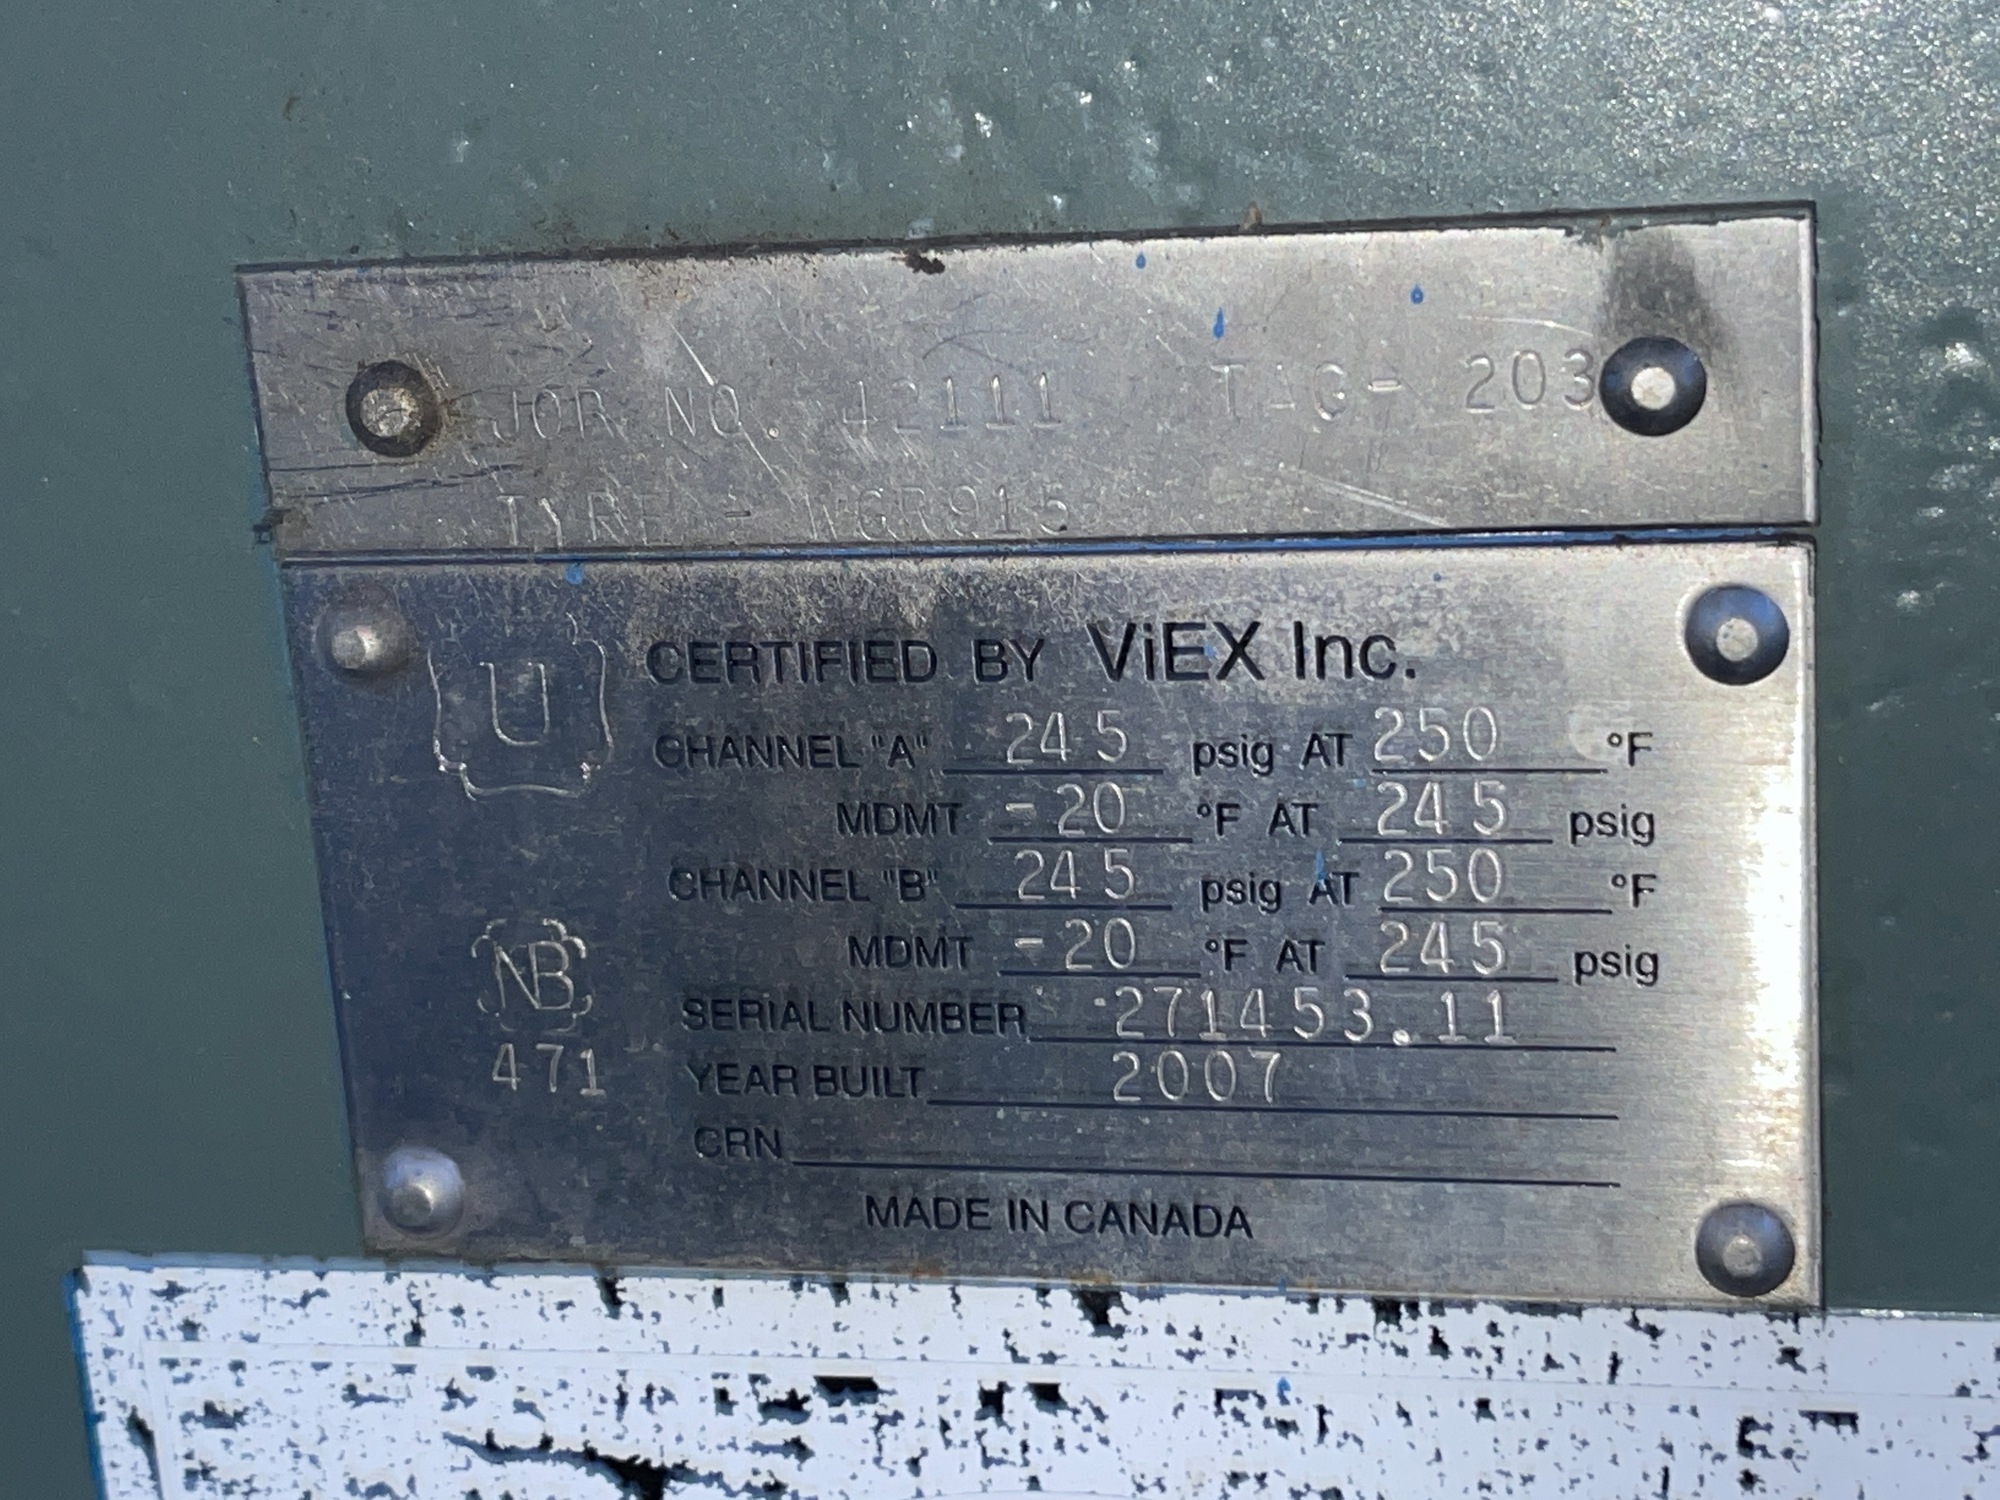 JOB NO. 42111 TAG- 203
TYPE - WGR915
U
CERTIFIED BY ViEX Inc.
CHANNEL "A" 245 psig AT 250 °F
MDMT -20 °F AT 245 psig
CHANNEL "B" 245 psig AT 250 °F
MDMT -20 °F AT 245 psig
NB
471
SERIAL NUMBER 271453.11
YEAR BUILT 2007
CRN
MADE IN CANADA